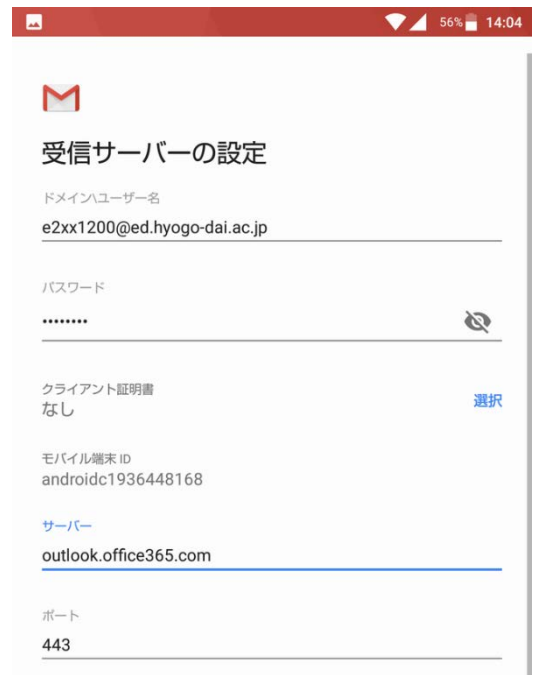 56% 14:04
受信サーバーの設定
ドメイン\ユーザー名
e2xx1200@ed.hyogo-dai.ac.jp
パスワード
••••••••
クライアント証明書
なし
選択
モバイル端末 ID
androidc1936448168
サーバー
outlook.office365.com
ポート
443